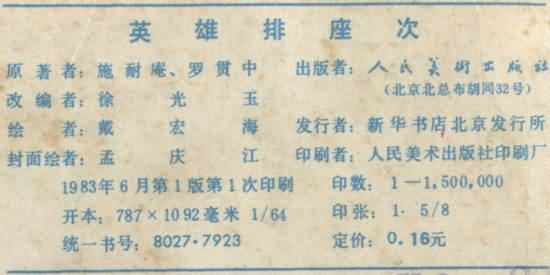 英雄排座次
原著者：施耐庵、罗贯中 出版者：人民美術出版社
（北京北总布胡同32号）
改编者：徐光玉
绘者：戴宏海 发行者：新华书店北京发行所
封面绘者：孟庆江 印刷者：人民美术出版社印刷厂
1983年6月第1版第1次印刷 印数：1—1,500,000
开本：787×1092毫米 1/64 印张：1·5/8
统一书号：8027·7923 定价：0.16元